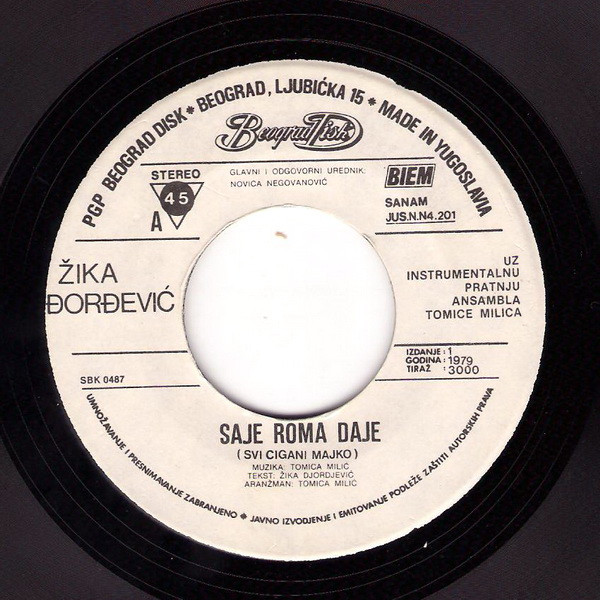 PGP BEOGRAD DISK * BEOGRAD, LJUBIĆKA 15 * MADE IN YUGOSLAVIA
Beograd Disk
STEREO
45
A
GLAVNI I ODGOVORNI UREDNIK:
NOVICA NEGOVANOVIĆ
BIEM
SANAM
JUS.N.N4.201
ŽIKA
ĐORĐEVIĆ
UZ
INSTRUMENTALNU
PRATNJU
ANSAMBLA
TOMICE MILICA
SBK 0487
IZDANJE : 1
GODINA : 1979
TIRAŽ : 3000
SAJE ROMA DAJE
(SVI CIGANI MAJKO)
MUZIKA: TOMICA MILIĆ
TEKST: ŽIKA DJORDJEVIĆ
ARANŽMAN: TOMICA MILIĆ
UMNOŽAVANJE I PRESNIMAVANJE ZABRANJENO * JAVNO IZVODJENJE I EMITOVANJE PODLEŽE ZAŠTITI AUTORSKIH PRAVA